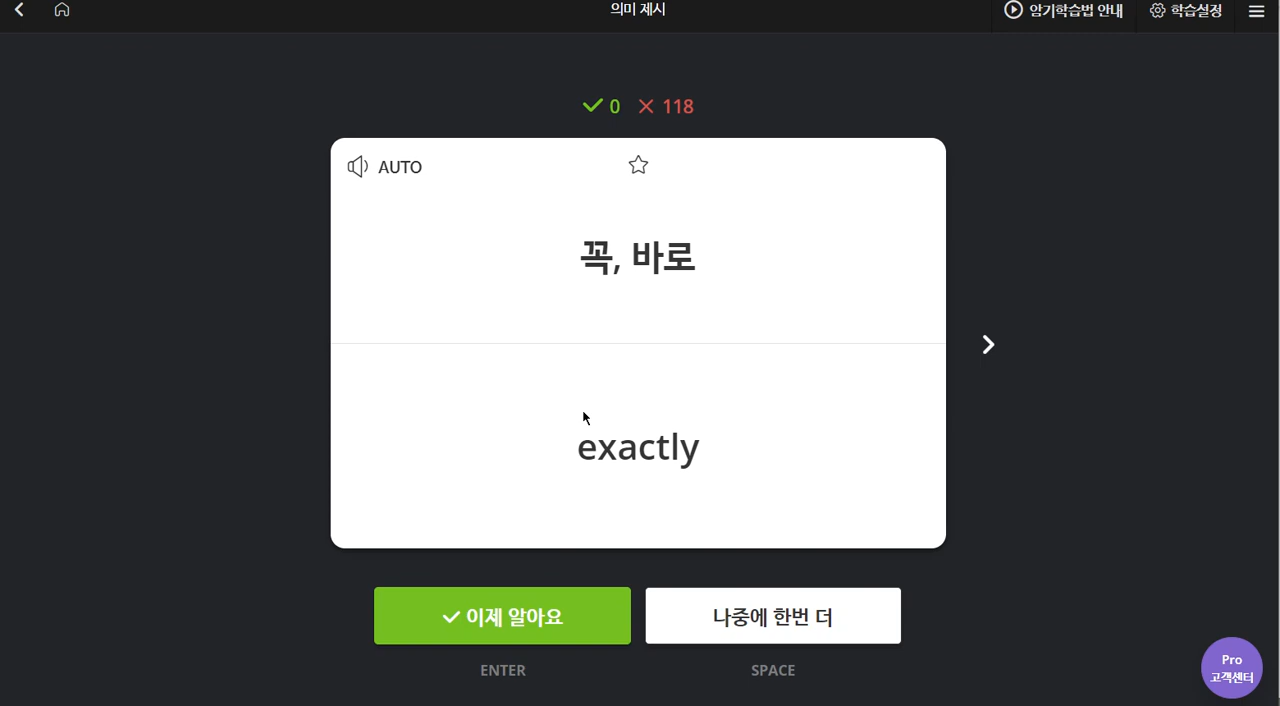 의미 제시
암기학습법 안내
학습설정
0
118
AUTO
꼭, 바로
exactly
이제 알아요
나중에 한번 더
ENTER
SPACE
Pro
고객센터